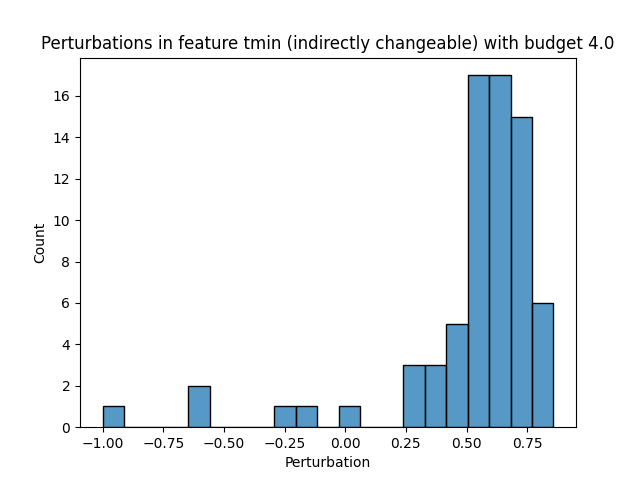 Perturbations in feature tmin (indirectly changeable) with budget 4.0
16
14
12
10
8
6
4
2
0
Count
−1.00 −0.75 −0.50 −0.25 0.00 0.25 0.50 0.75
Perturbation